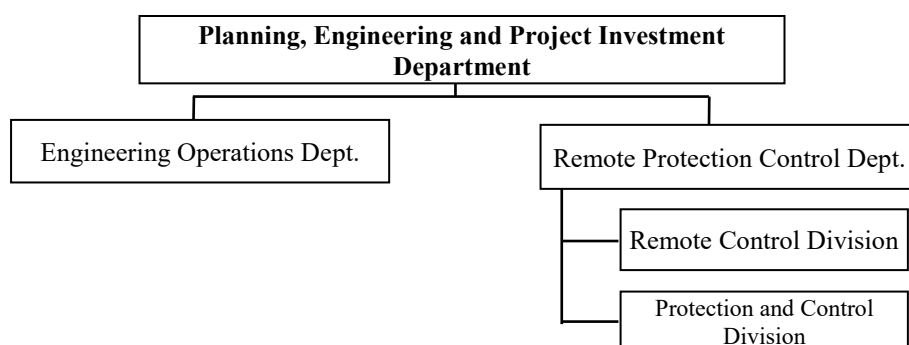 Planning, Engineering and Project Investment
Department
Engineering Operations Dept.
Remote Protection Control Dept.
Remote Control Division
Protection and Control
Division